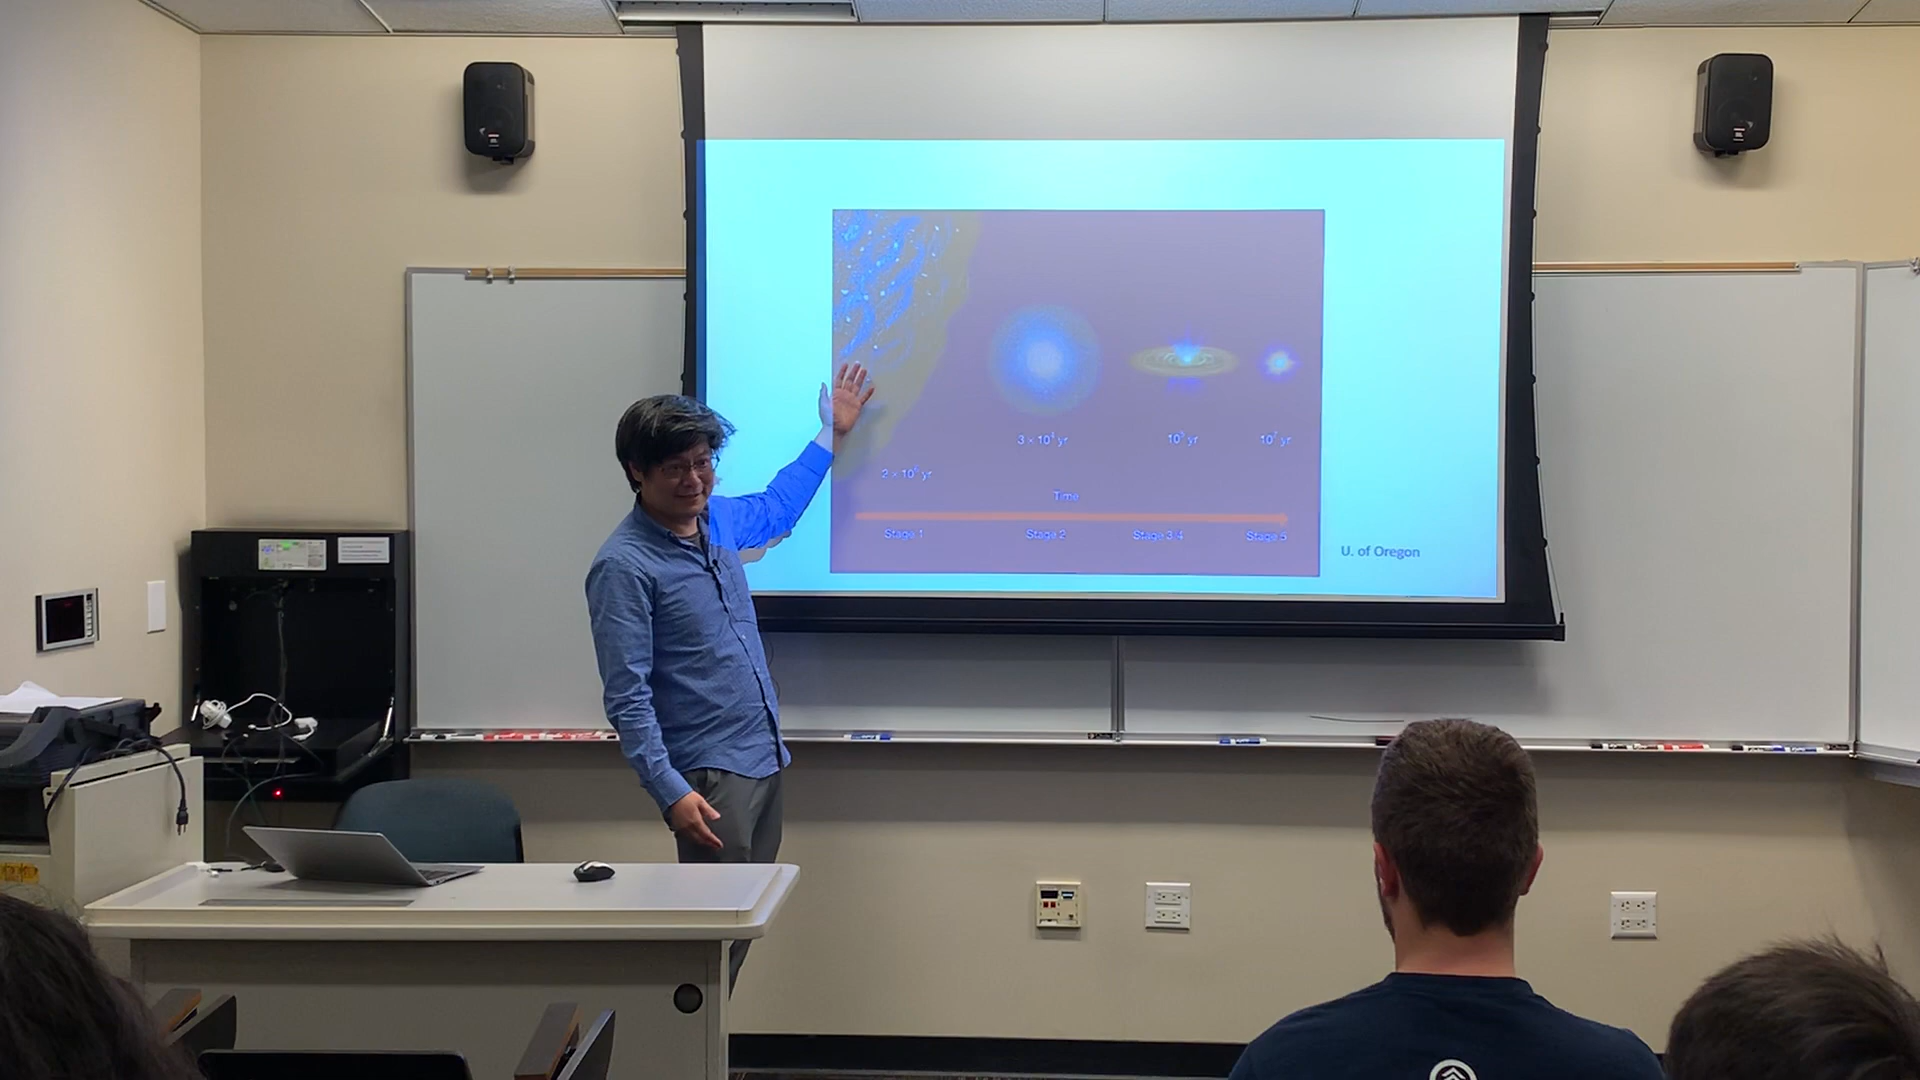 3 × 10⁴ yr
10⁵ yr
10⁷ yr
2 × 10⁶ yr
Time
Stage 1
Stage 2
Stage 3/4
Stage 5
U. of Oregon